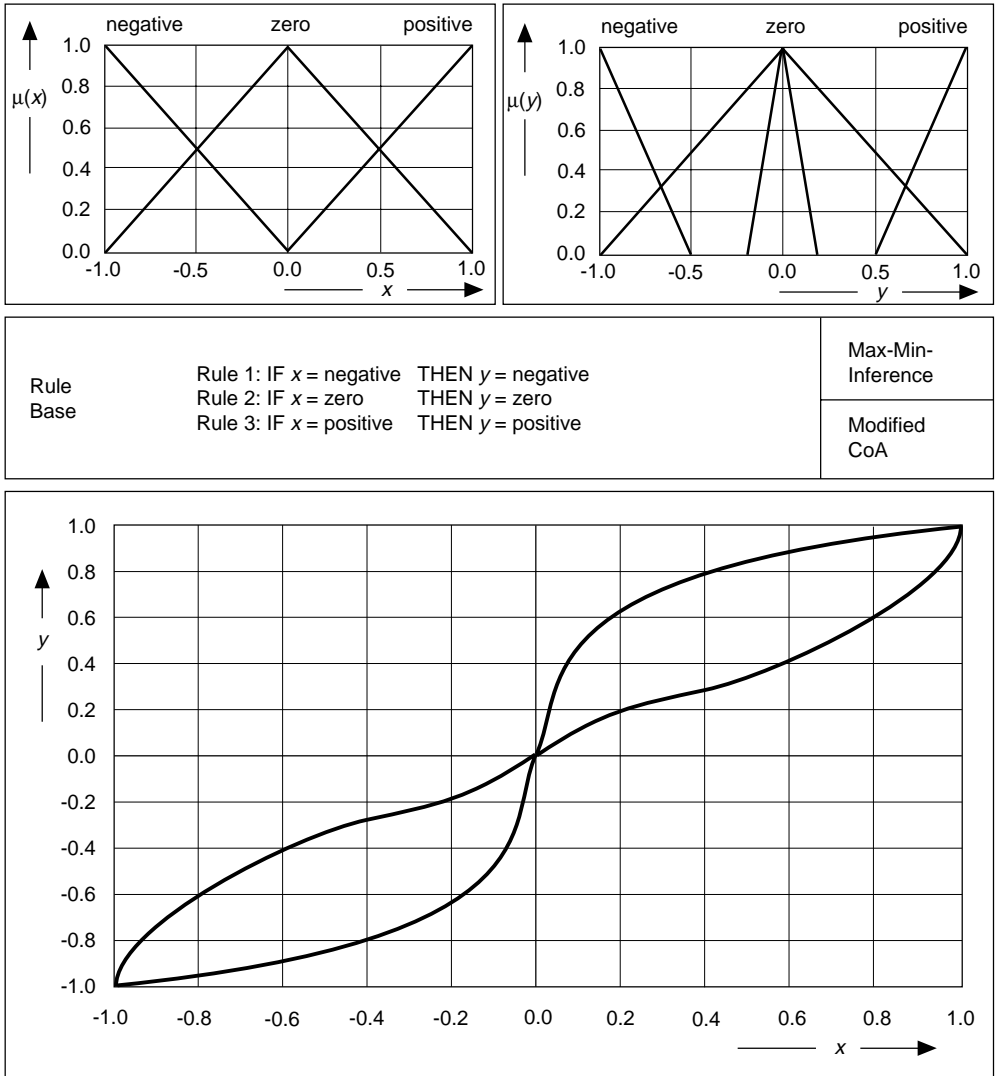 negative zero positive
1.0
0.8
μ(x)
0.6
0.4
0.2
0.0
-1.0 -0.5 0.0 0.5 1.0
x
negative zero positive
1.0
0.8
μ(y)
0.6
0.4
0.2
0.0
-1.0 -0.5 0.0 0.5 1.0
y
Rule
Base
Rule 1: IF x = negative THEN y = negative
Rule 2: IF x = zero THEN y = zero
Rule 3: IF x = positive THEN y = positive
Max-Min-
Inference
Modified
CoA
1.0
0.8
0.6
y
0.4
0.2
0.0
-0.2
-0.4
-0.6
-0.8
-1.0
-1.0 -0.8 -0.6 -0.4 -0.2 0.0 0.2 0.4 0.6 0.8 1.0
x